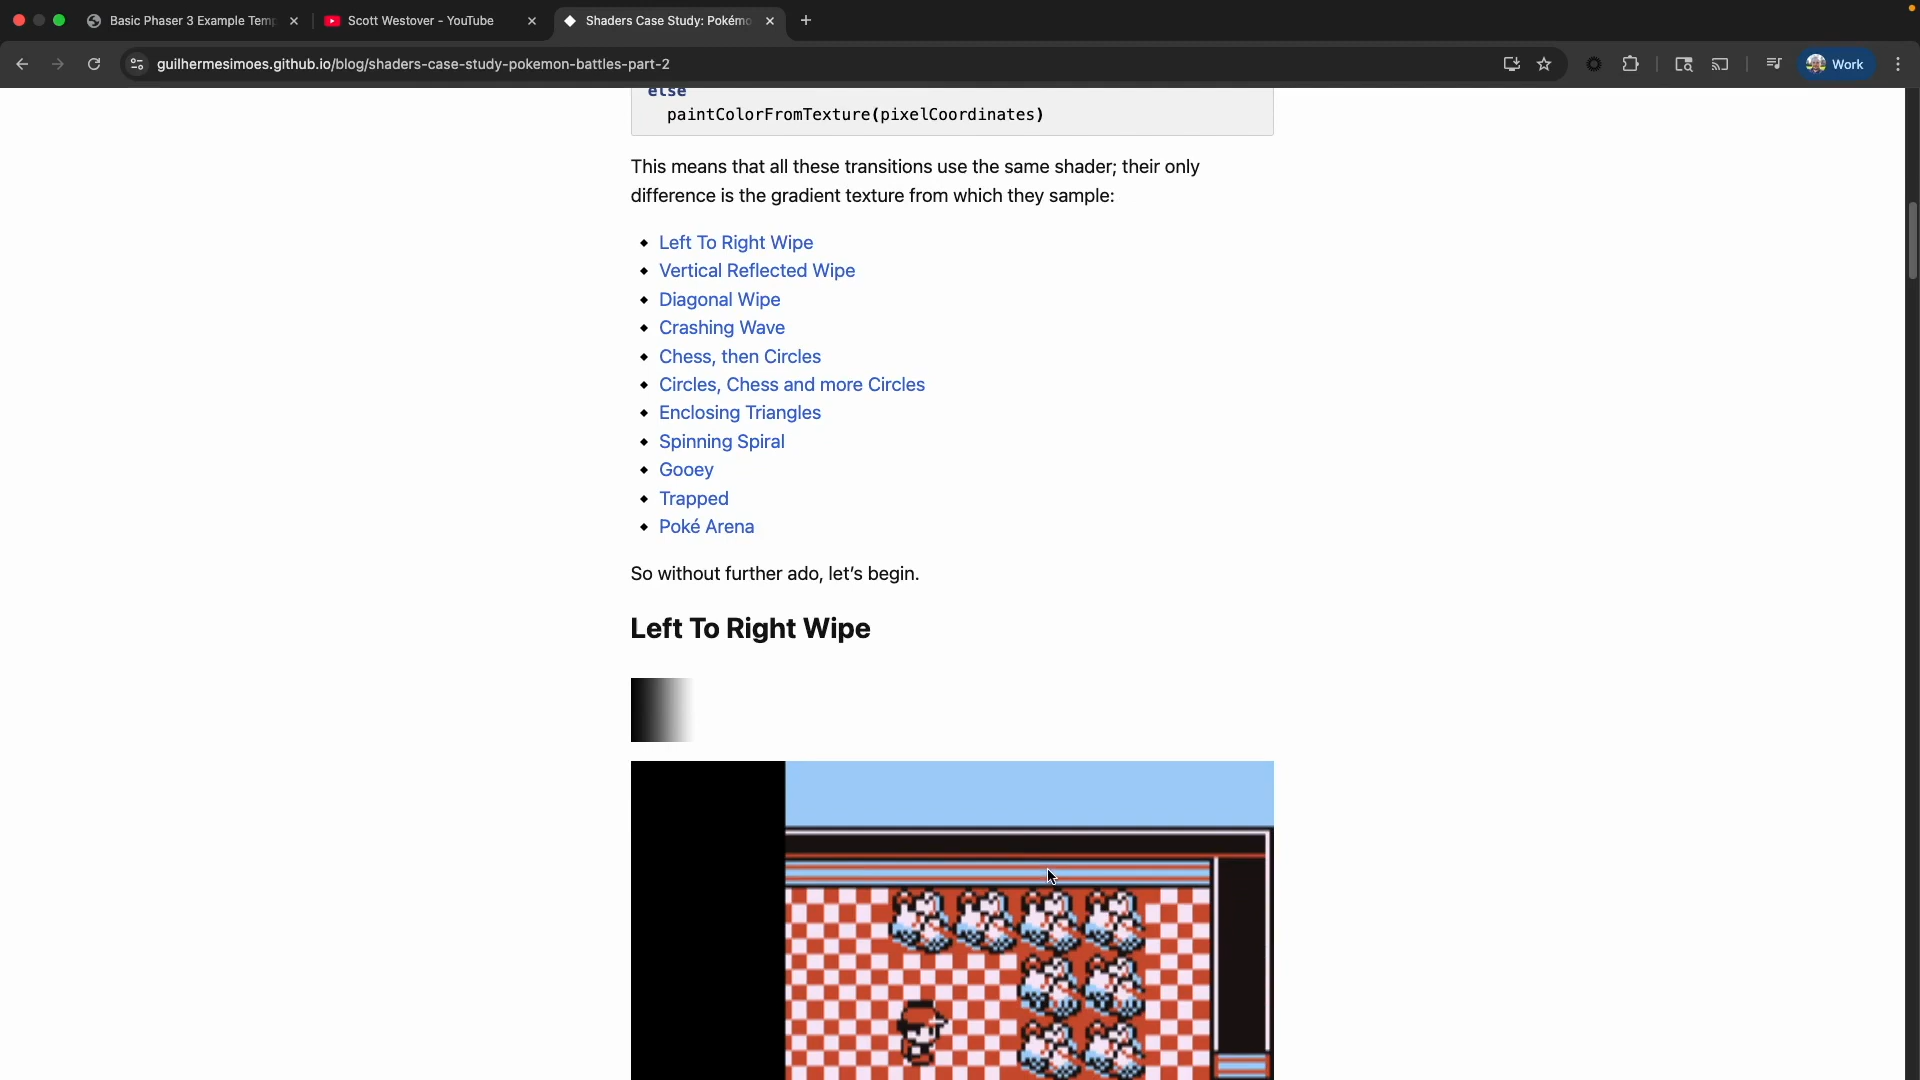 Basic Phaser 3 Example Temp
Scott Westover - YouTube
Shaders Case Study: Pokémo
guilhermesimoes.github.io/blog/shaders-case-study-pokemon-battles-part-2
Work
else
paintColorFromTexture(pixelCoordinates)
This means that all these transitions use the same shader; their only
difference is the gradient texture from which they sample:
Left To Right Wipe
Vertical Reflected Wipe
Diagonal Wipe
Crashing Wave
Chess, then Circles
Circles, Chess and more Circles
Enclosing Triangles
Spinning Spiral
Gooey
Trapped
Poké Arena
So without further ado, let’s begin.
Left To Right Wipe